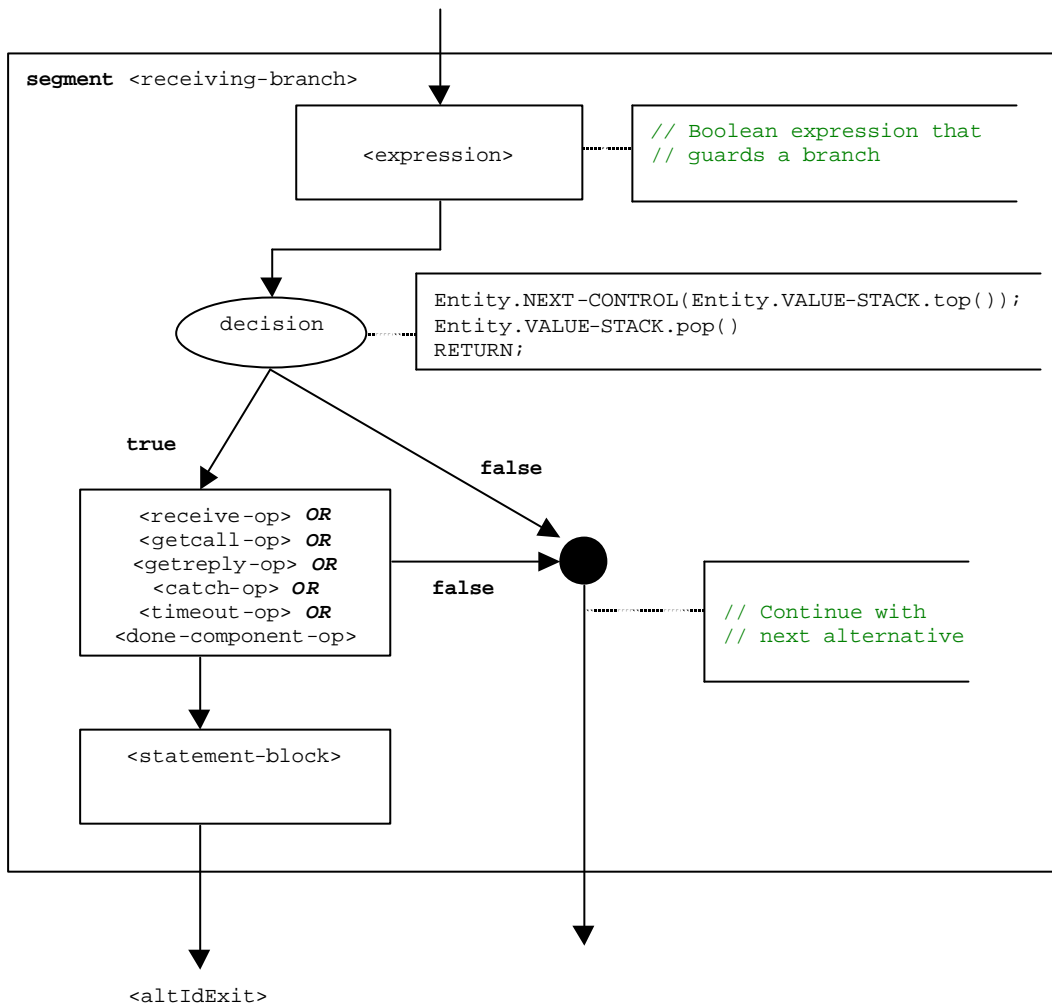 segment <receiving-branch>
<expression>
// Boolean expression that
// guards a branch
decision
Entity.NEXT-CONTROL(Entity.VALUE-STACK.top());
Entity.VALUE-STACK.pop()
RETURN;
true
false
<receive-op> OR
<getcall-op> OR
<getreply-op> OR
<catch-op> OR
<timeout-op> OR
<done-component-op>
false
// Continue with
// next alternative
<statement-block>
<altIdExit>